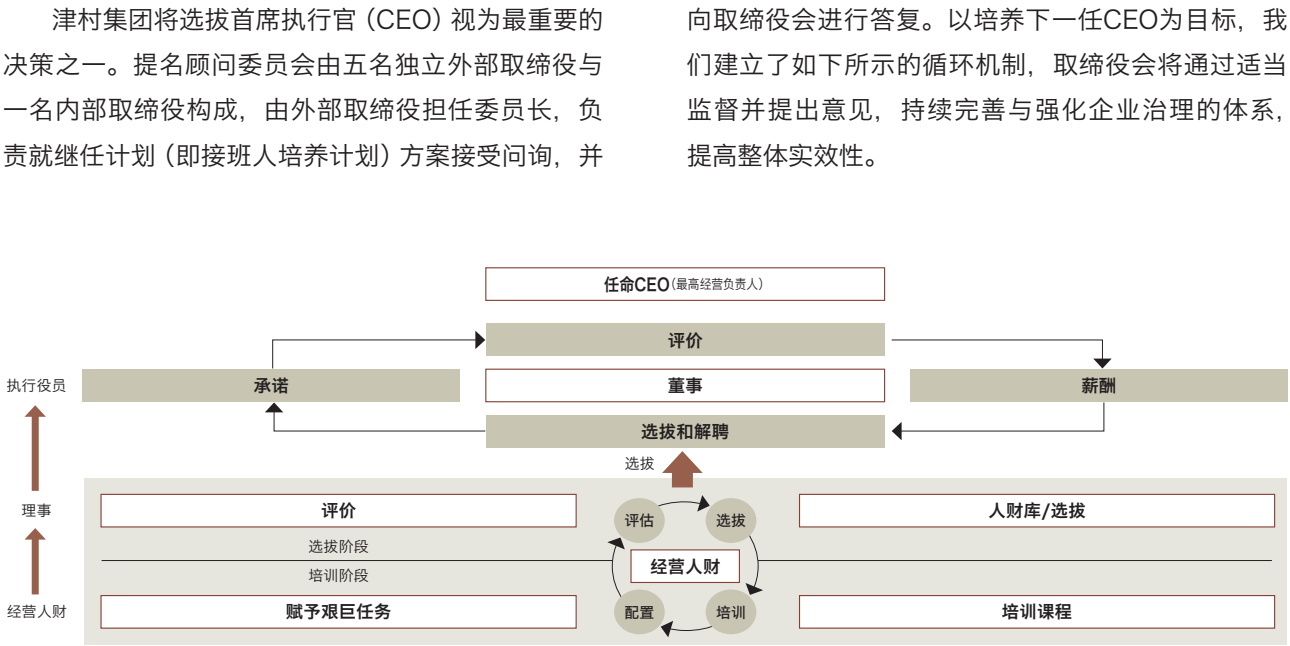 津村集团将选拔首席执行官（CEO）视为最重要的
决策之一。提名顾问委员会由五名独立外部取缔役与
一名内部取缔役构成，由外部取缔役担任委员长，负
责就继任计划（即接班人培养计划）方案接受问询，并
向取缔役会进行答复。以培养下一任CEO为目标，我
们建立了如下所示的循环机制，取缔役会将通过适当
监督并提出意见，持续完善与强化企业治理的体系，
提高整体实效性。
任命CEO（最高经营负责人）
评价
执行役员
承诺
董事
薪酬
选拔和解聘
选拔
理事
评价
评估
选拔
人财库/选拔
选拔阶段
经营人财
培训阶段
经营人财
赋予艰巨任务
配置
培训
培训课程